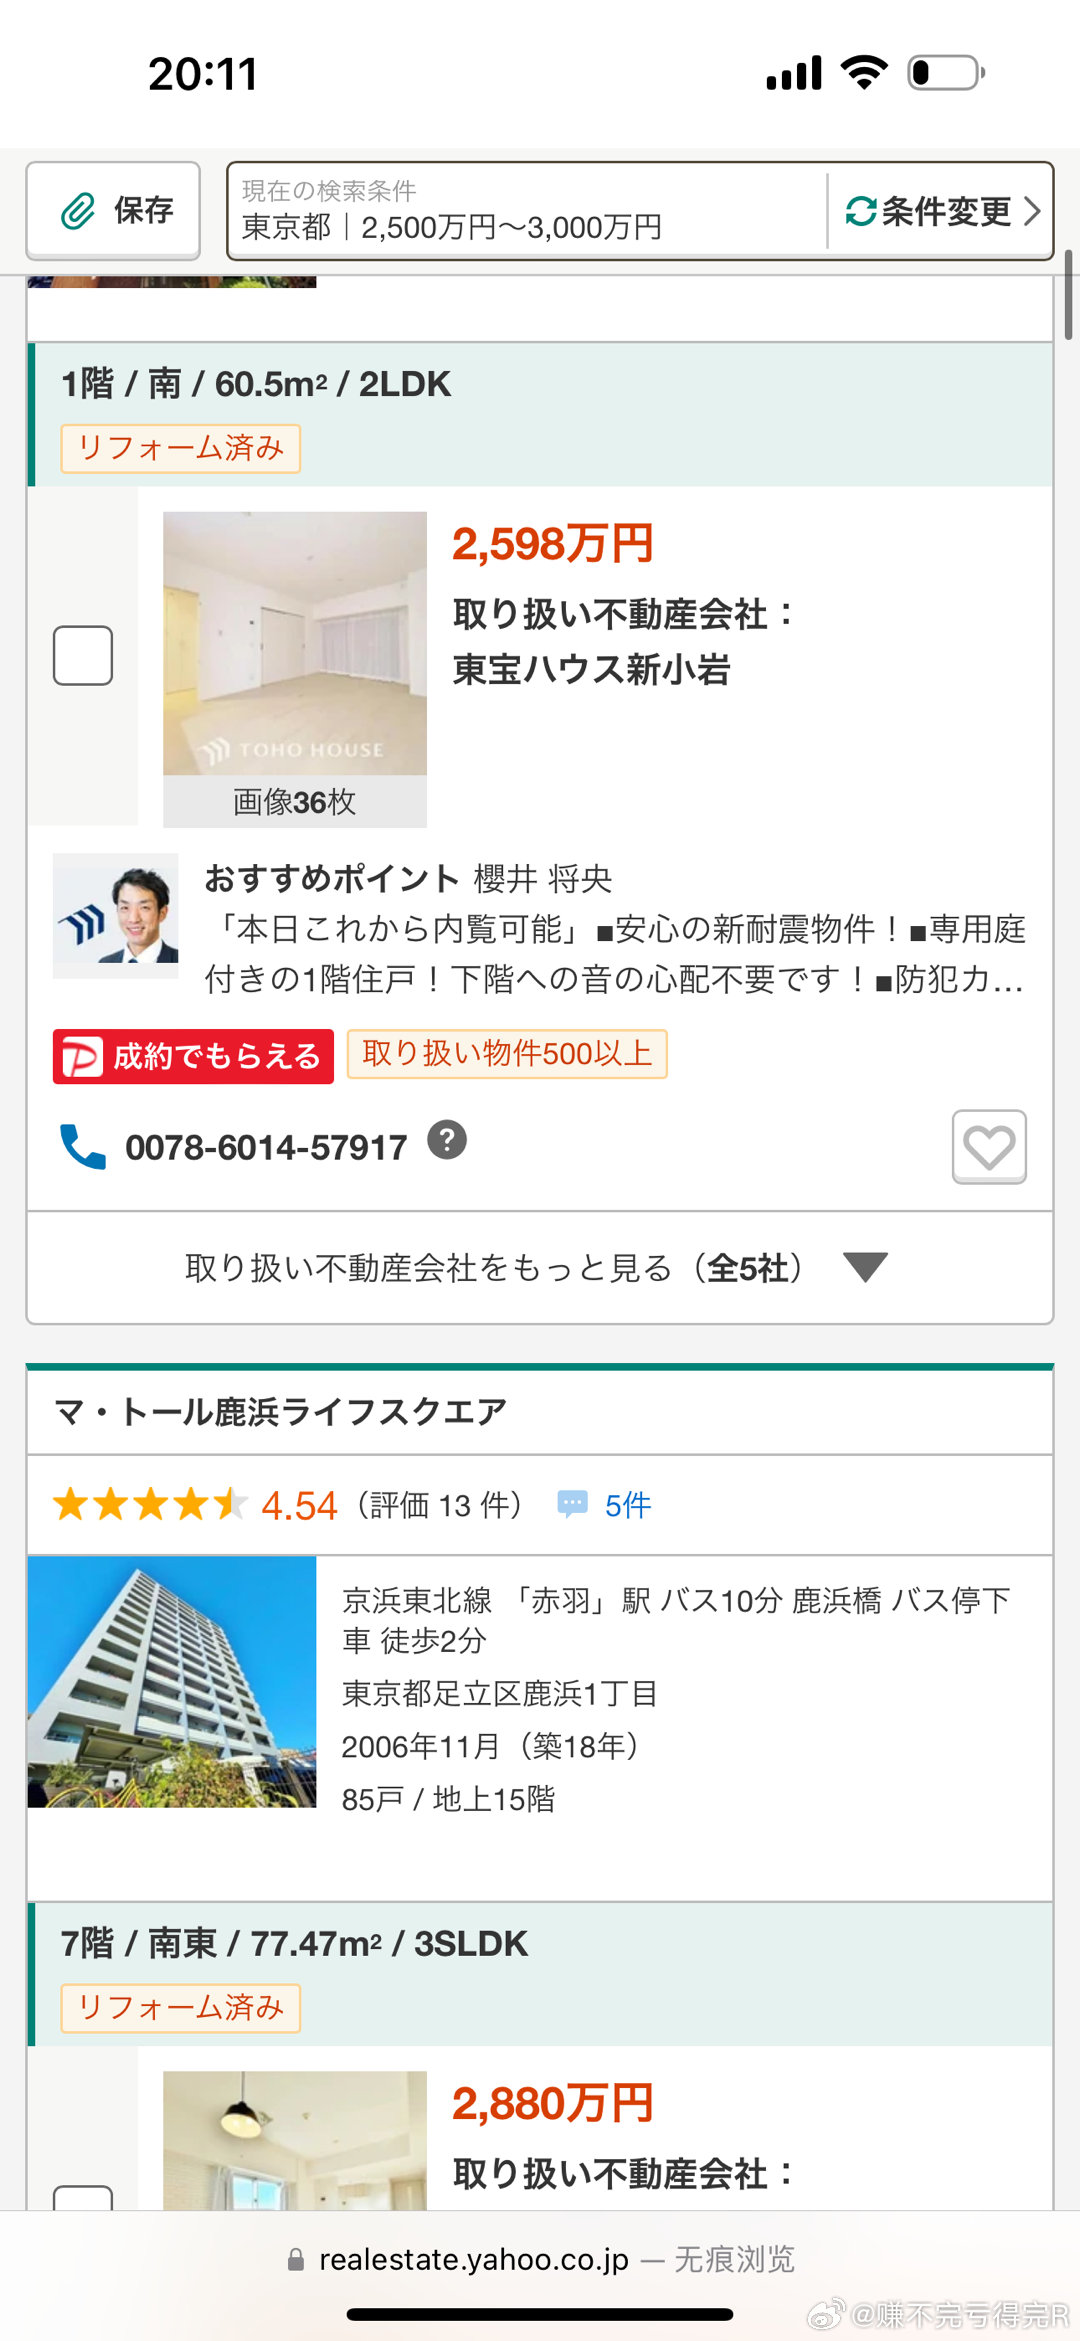 20:11
保存
現在の検索条件
東京都｜2,500万円〜3,000万円
条件変更
1階 / 南 / 60.5m² / 2LDK
リフォーム済み
2,598万円
取り扱い不動産会社：
東宝ハウス新小岩
TOHO HOUSE
画像36枚
おすすめポイント 櫻井 将央
「本日これから内覧可能」■安心の新耐震物件！■専用庭
付きの1階住戸！下階への音の心配不要です！■防犯カ…
P 成約でもらえる
取り扱い物件500以上
0078-6014-57917 ?
取り扱い不動産会社をもっと見る（全5社）
マ・トール鹿浜ライフスクエア
4.54（評価 13 件） 5件
京浜東北線 「赤羽」駅 バス10分 鹿浜橋 バス停下
車 徒歩2分
東京都足立区鹿浜1丁目
2006年11月（築18年）
85戸 / 地上15階
7階 / 南東 / 77.47m² / 3SLDK
リフォーム済み
2,880万円
取り扱い不動産会社：
realestate.yahoo.co.jp — 无痕浏览
@赚不完亏得完R